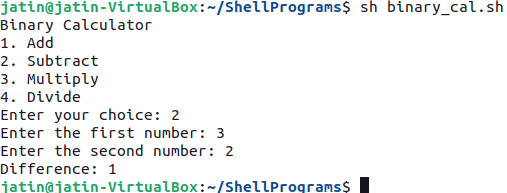 jatin@jatin-VirtualBox:~/ShellPrograms$ sh binary_cal.sh
Binary Calculator
1. Add
2. Subtract
3. Multiply
4. Divide
Enter your choice: 2
Enter the first number: 3
Enter the second number: 2
Difference: 1
jatin@jatin-VirtualBox:~/ShellPrograms$